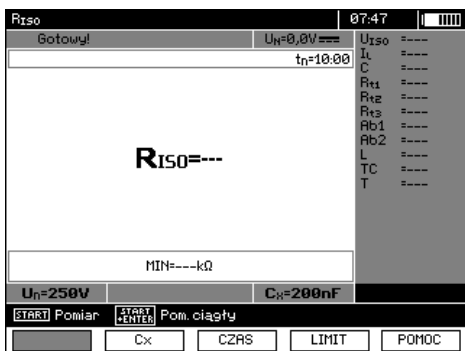 RISO 07:47
Gotowy! UN=0,0V
tn=10:00
UISO =---
IL =---
C =---
Rt1 =---
Rt2 =---
Rt3 =---
Ab1 =---
Ab2 =---
L =---
TC =---
T =---
RISO=---
MIN=---kΩ
Un=250V CX=200nF
START Pomiar START +ENTER Pom. ciągły
Cx CZAS LIMIT POMOC